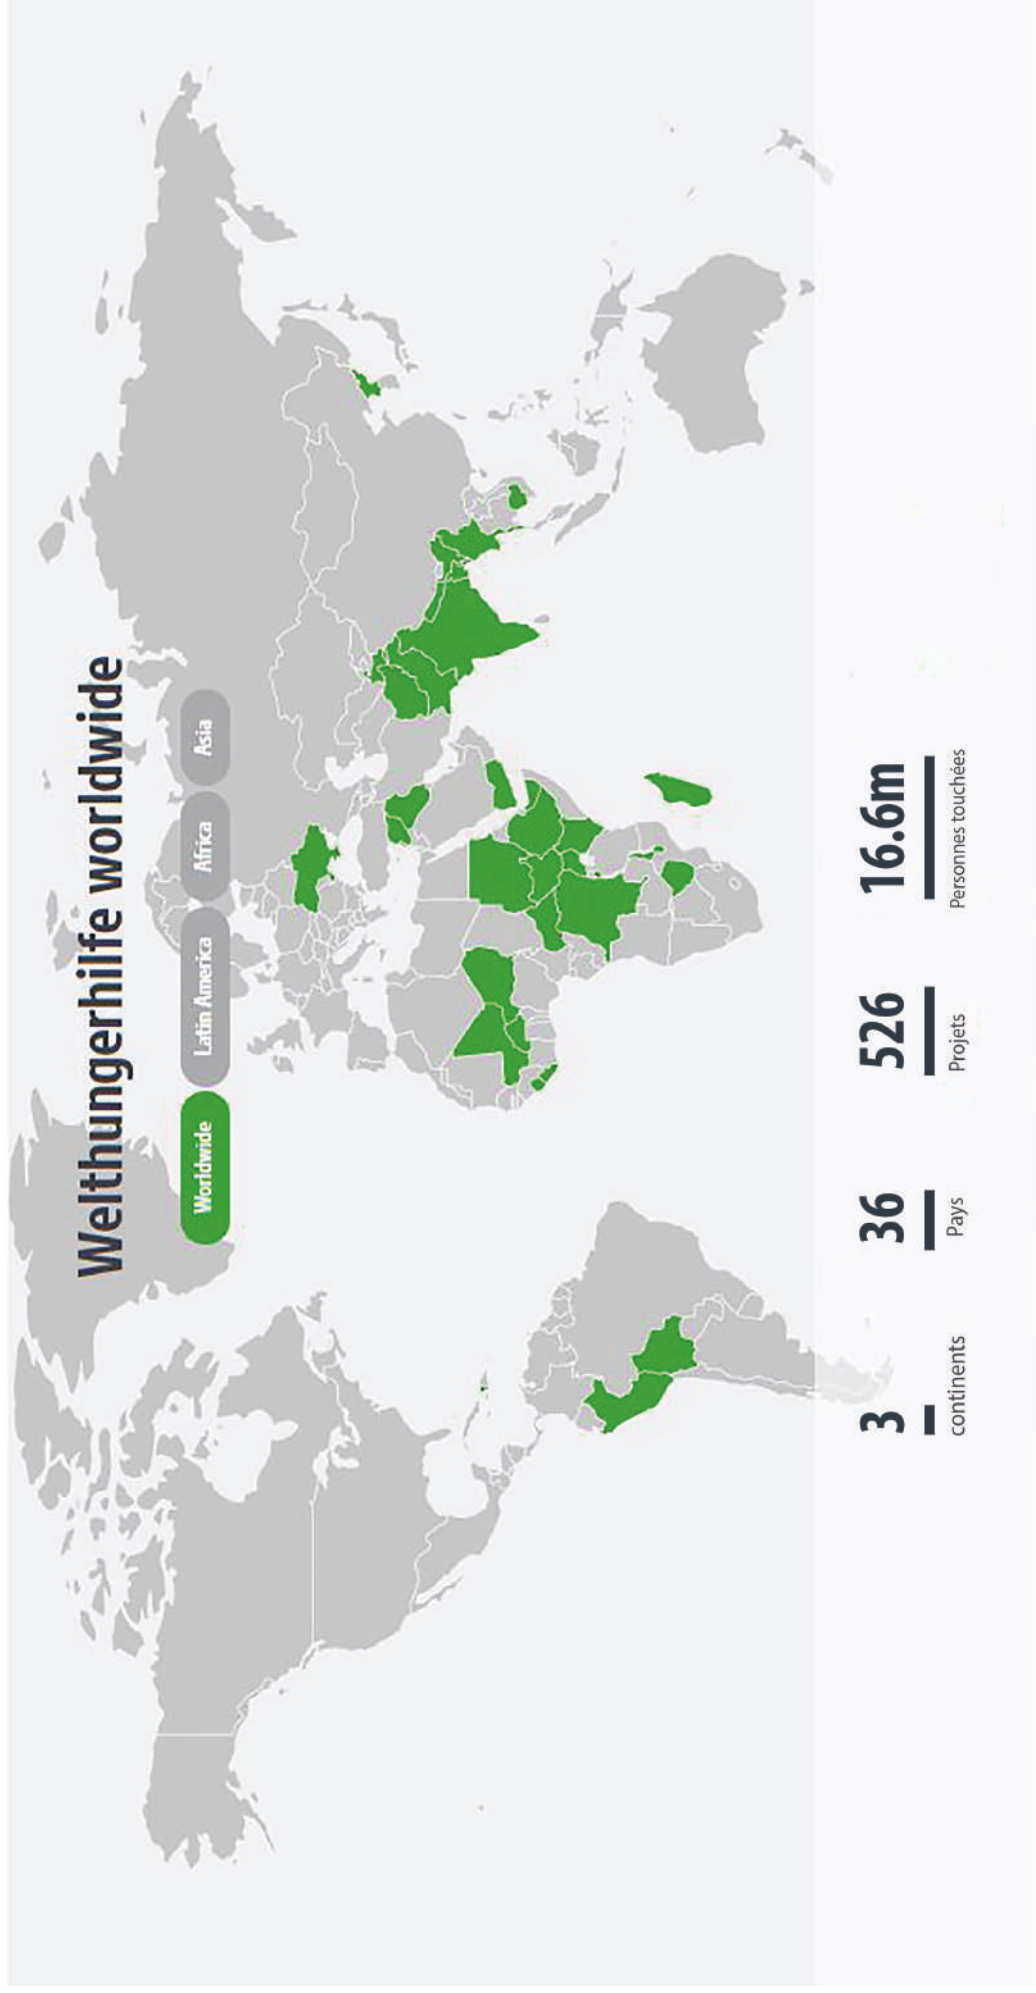 Welthungerhilfe worldwide
Worldwide
Latin America
Africa
Asia
3
continents
36
Pays
526
Projets
16.6m
Personnes touchées